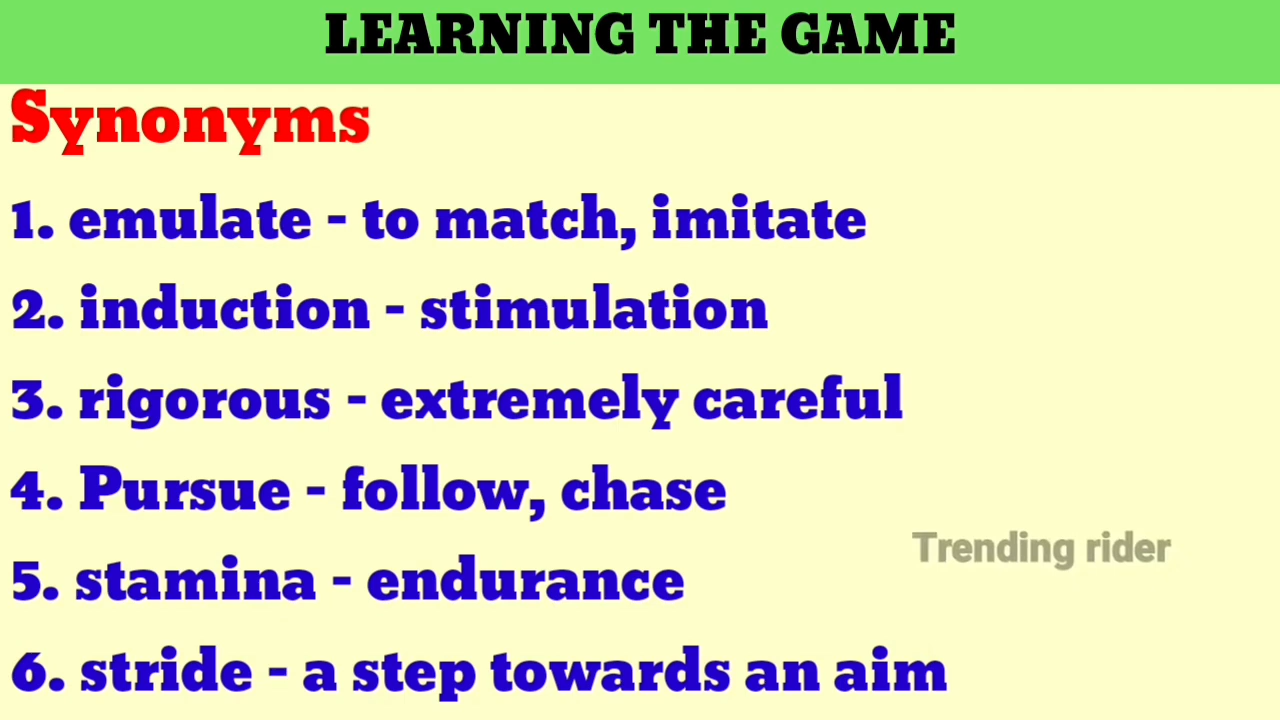 LEARNING THE GAME
Synonyms
1. emulate - to match, imitate
2. induction - stimulation
3. rigorous - extremely careful
4. Pursue - follow, chase
Trending rider
5. stamina - endurance
6. stride - a step towards an aim